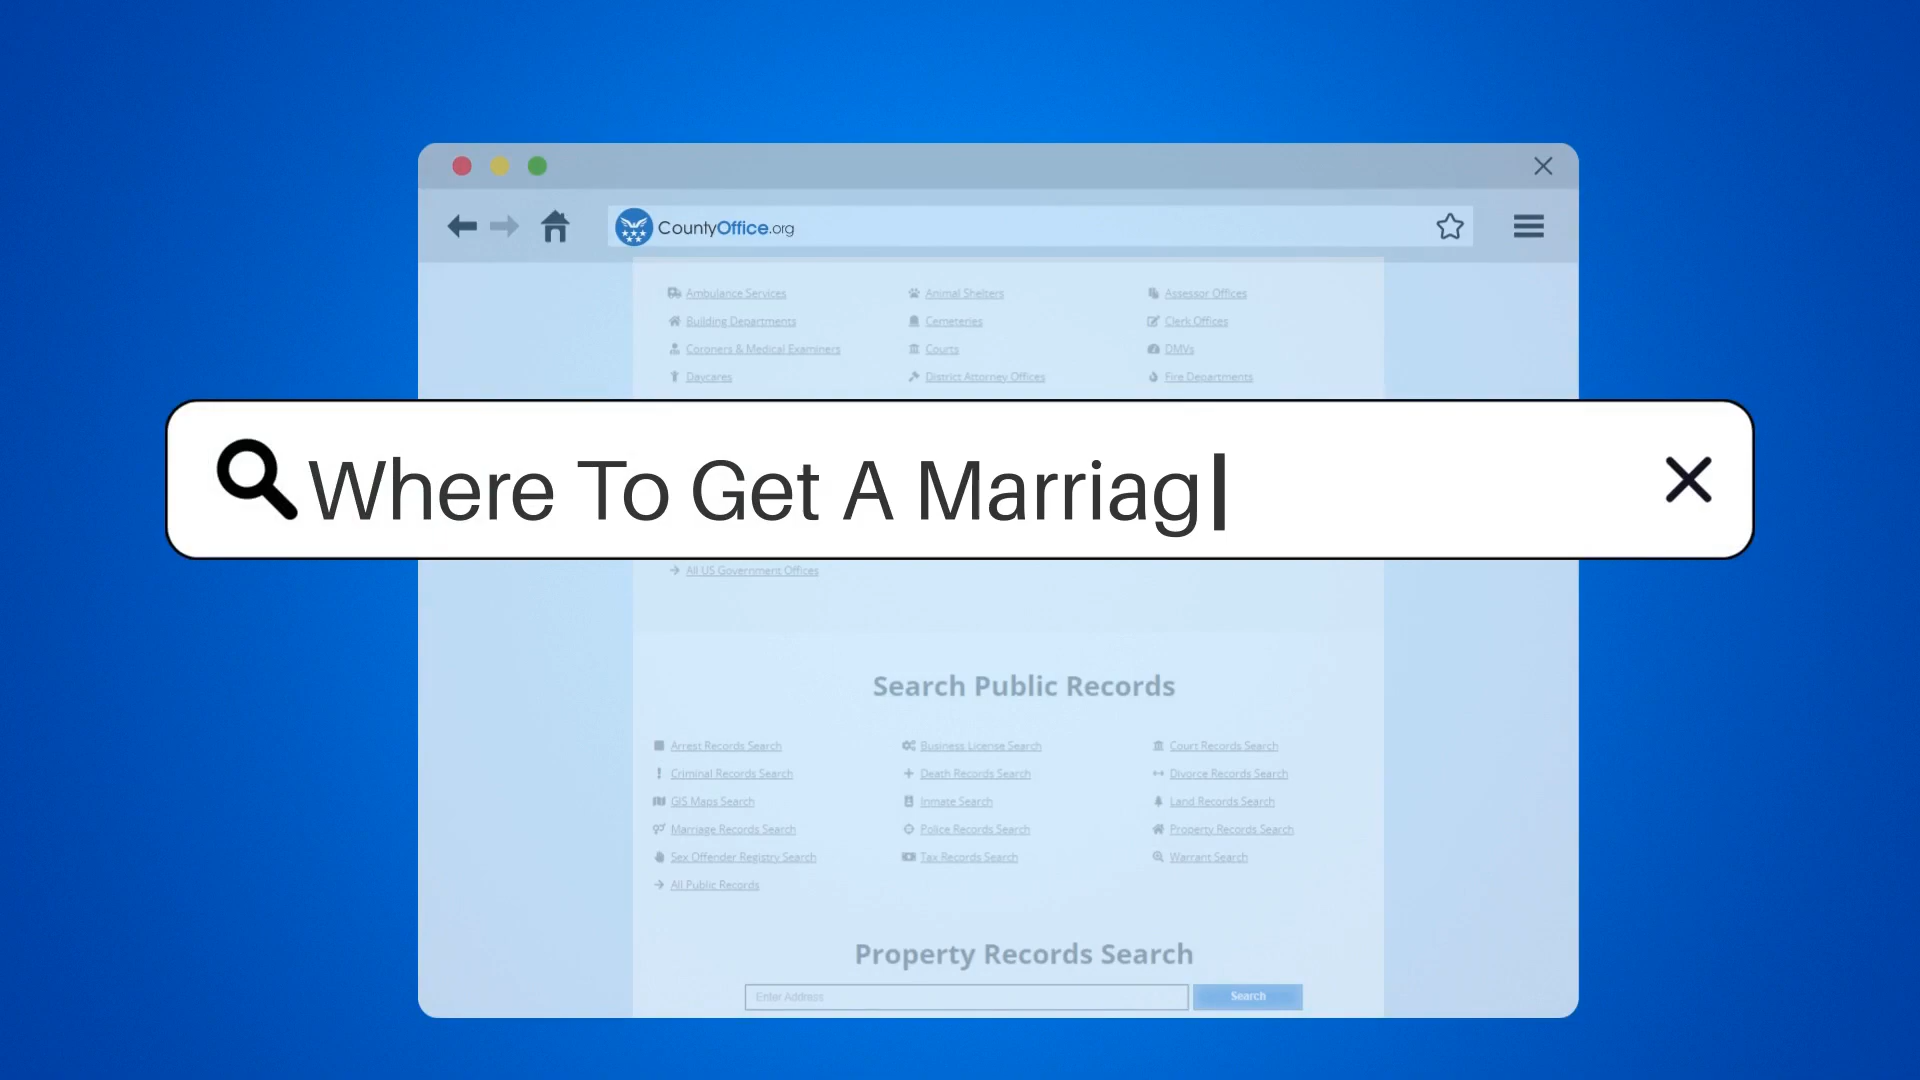 CountyOffice.org
Ambulance Services Animal Shelters Assessor Offices
Building Departments Cemeteries Clerk Offices
Coroners & Medical Examiners Courts DMVs
Daycares District Attorney Offices Fire Departments
Where To Get A Marriag
All US Government Offices
Search Public Records
Arrest Records Search Business License Search Court Records Search
Criminal Records Search Death Records Search Divorce Records Search
GIS Maps Search Inmate Search Land Records Search
Marriage Records Search Police Records Search Property Records Search
Sex Offender Registry Search Tax Records Search Warrant Search
All Public Records
Property Records Search
Enter Address Search